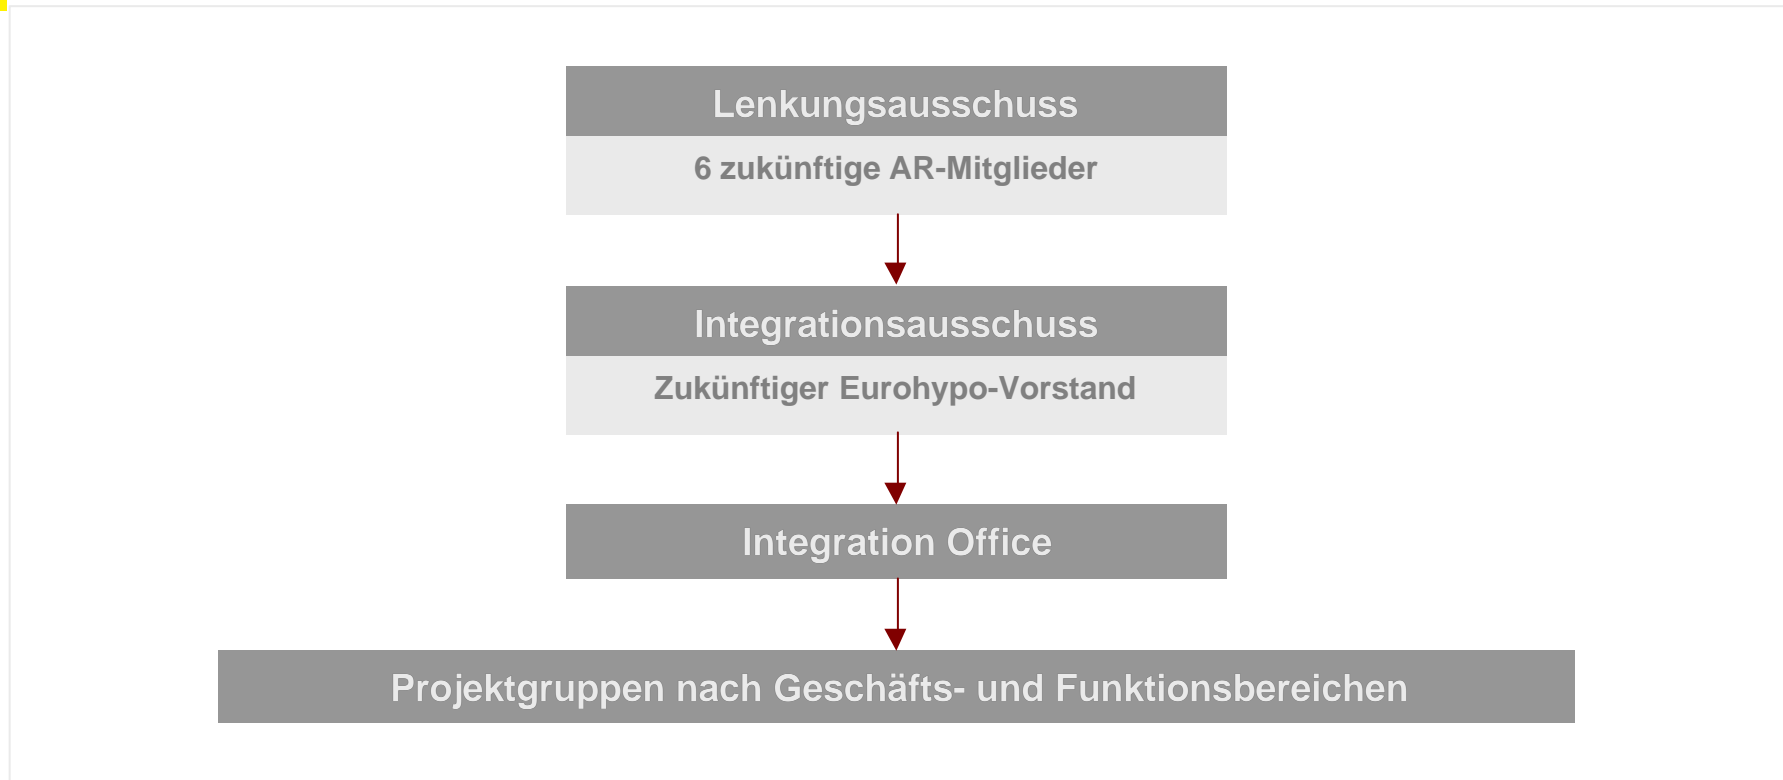 Lenkungsausschuss
6 zukünftige AR-Mitglieder
Integrationsausschuss
Zukünftiger Eurohypo-Vorstand
Integration Office
Projektgruppen nach Geschäfts- und Funktionsbereichen